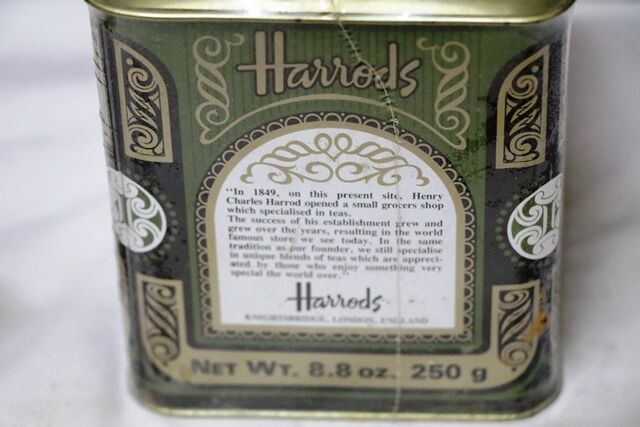 Harrods
"In 1849, on this present site, Henry
Charles Harrod opened a small grocers shop
which specialised in teas.
The success of his establishment grew and
grew over the years, resulting in the world
famous store we see today. In the same
tradition as our founder, we still specialise
in unique blends of teas which are appreci-
ated by those who enjoy something very
special the world over."
Harrods
KNIGHTSBRIDGE, LONDON, ENGLAND
NET WT. 8.8 oz. 250 g